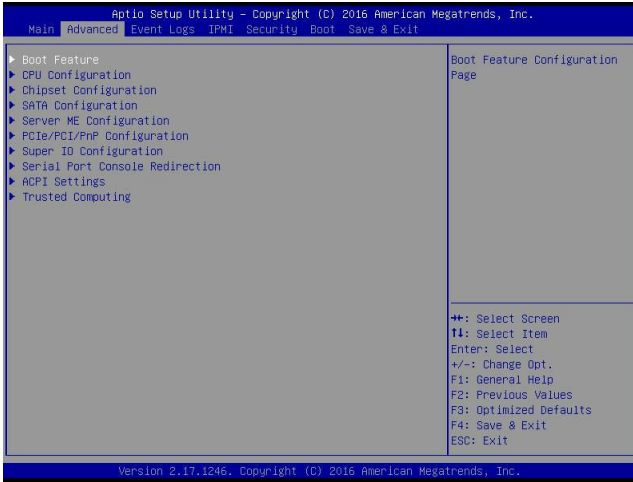 Aptio Setup Utility – Copyright (C) 2016 American Megatrends, Inc.
Main Advanced Event Logs IPMI Security Boot Save & Exit
▶ Boot Feature
▶ CPU Configuration
▶ Chipset Configuration
▶ SATA Configuration
▶ Server ME Configuration
▶ PCIe/PCI/PnP Configuration
▶ Super IO Configuration
▶ Serial Port Console Redirection
▶ ACPI Settings
▶ Trusted Computing
Boot Feature Configuration
Page
→←: Select Screen
↑↓: Select Item
Enter: Select
+/-: Change Opt.
F1: General Help
F2: Previous Values
F3: Optimized Defaults
F4: Save & Exit
ESC: Exit
Version 2.17.1246. Copyright (C) 2016 American Megatrends, Inc.